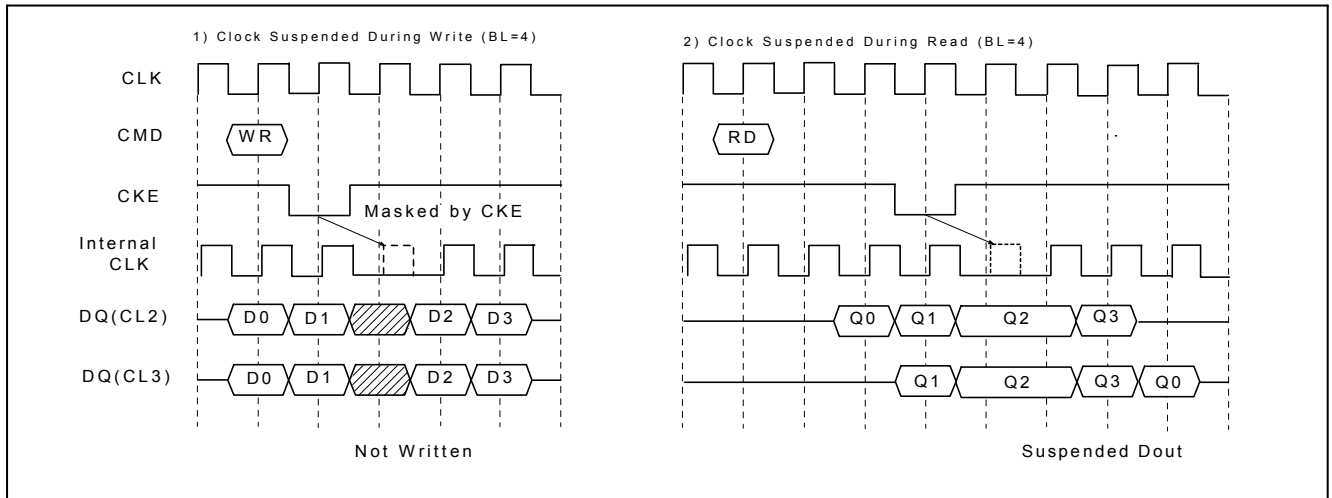 1) Clock Suspended During Write (BL=4)
2) Clock Suspended During Read (BL=4)
CLK
CMD
WR
RD
CKE
Masked by CKE
Internal
CLK
DQ(CL2)
D0 D1 D2 D3
Q0 Q1 Q2 Q3
DQ(CL3)
D0 D1 D2 D3
Q1 Q2 Q3 Q0
Not Written
Suspended Dout